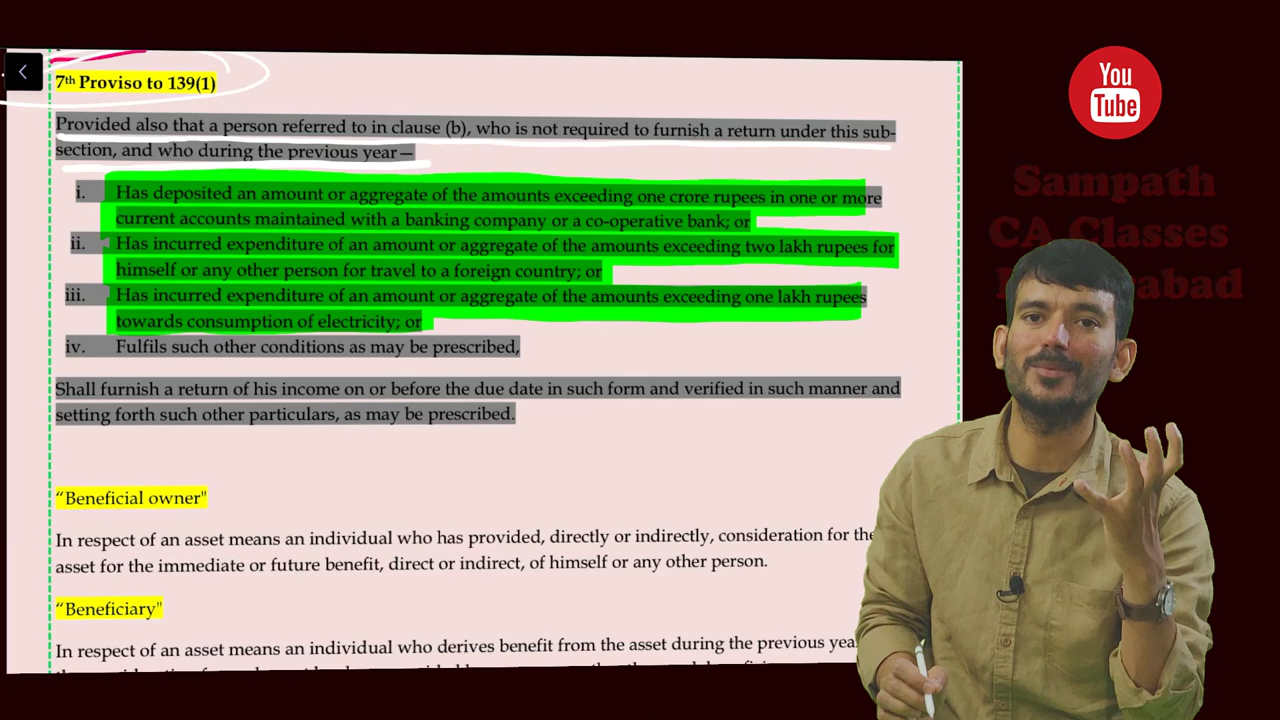 7th Proviso to 139(1)
Provided also that a person referred to in clause (b), who is not required to furnish a return under this sub-
section, and who during the previous year—
i. Has deposited an amount or aggregate of the amounts exceeding one crore rupees in one or more
current accounts maintained with a banking company or a co-operative bank; or
ii. Has incurred expenditure of an amount or aggregate of the amounts exceeding two lakh rupees for
himself or any other person for travel to a foreign country; or
iii. Has incurred expenditure of an amount or aggregate of the amounts exceeding one lakh rupees
towards consumption of electricity; or
iv. Fulfils such other conditions as may be prescribed,
Shall furnish a return of his income on or before the due date in such form and verified in such manner and
setting forth such other particulars, as may be prescribed.
“Beneficial owner"
In respect of an asset means an individual who has provided, directly or indirectly, consideration for the
asset for the immediate or future benefit, direct or indirect, of himself or any other person.
“Beneficiary"
In respect of an asset means an individual who derives benefit from the asset during the previous year
You
Tube
Sampath
CA Classes
abad